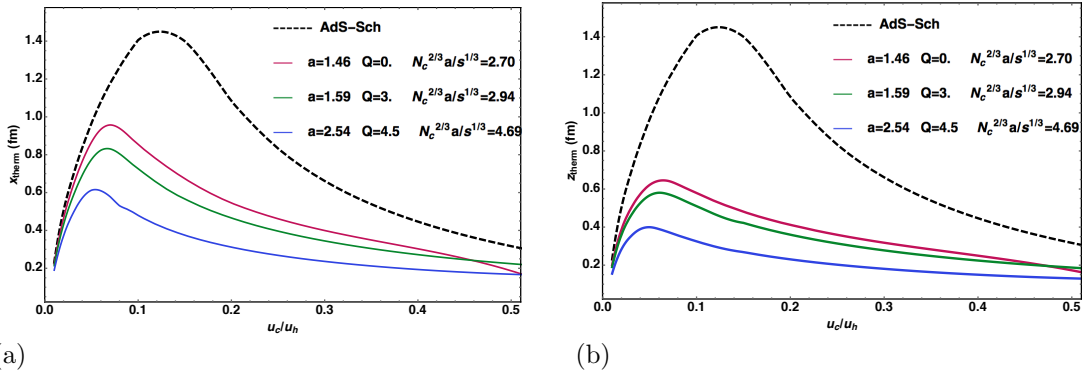 AdS−Sch
a=1.46 Q=0. N_c^{2/3}a/s^{1/3}=2.70
a=1.59 Q=3. N_c^{2/3}a/s^{1/3}=2.94
a=2.54 Q=4.5 N_c^{2/3}a/s^{1/3}=4.69
x_therm (fm)
1.4
1.2
1.0
0.8
0.6
0.4
0.2
0.0 0.1 0.2 0.3 0.4 0.5
u_c/u_h
(a)
AdS−Sch
a=1.46 Q=0. N_c^{2/3}a/s^{1/3}=2.70
a=1.59 Q=3. N_c^{2/3}a/s^{1/3}=2.94
a=2.54 Q=4.5 N_c^{2/3}a/s^{1/3}=4.69
z_therm (fm)
1.4
1.2
1.0
0.8
0.6
0.4
0.2
0.0 0.1 0.2 0.3 0.4 0.5
u_c/u_h
(b)